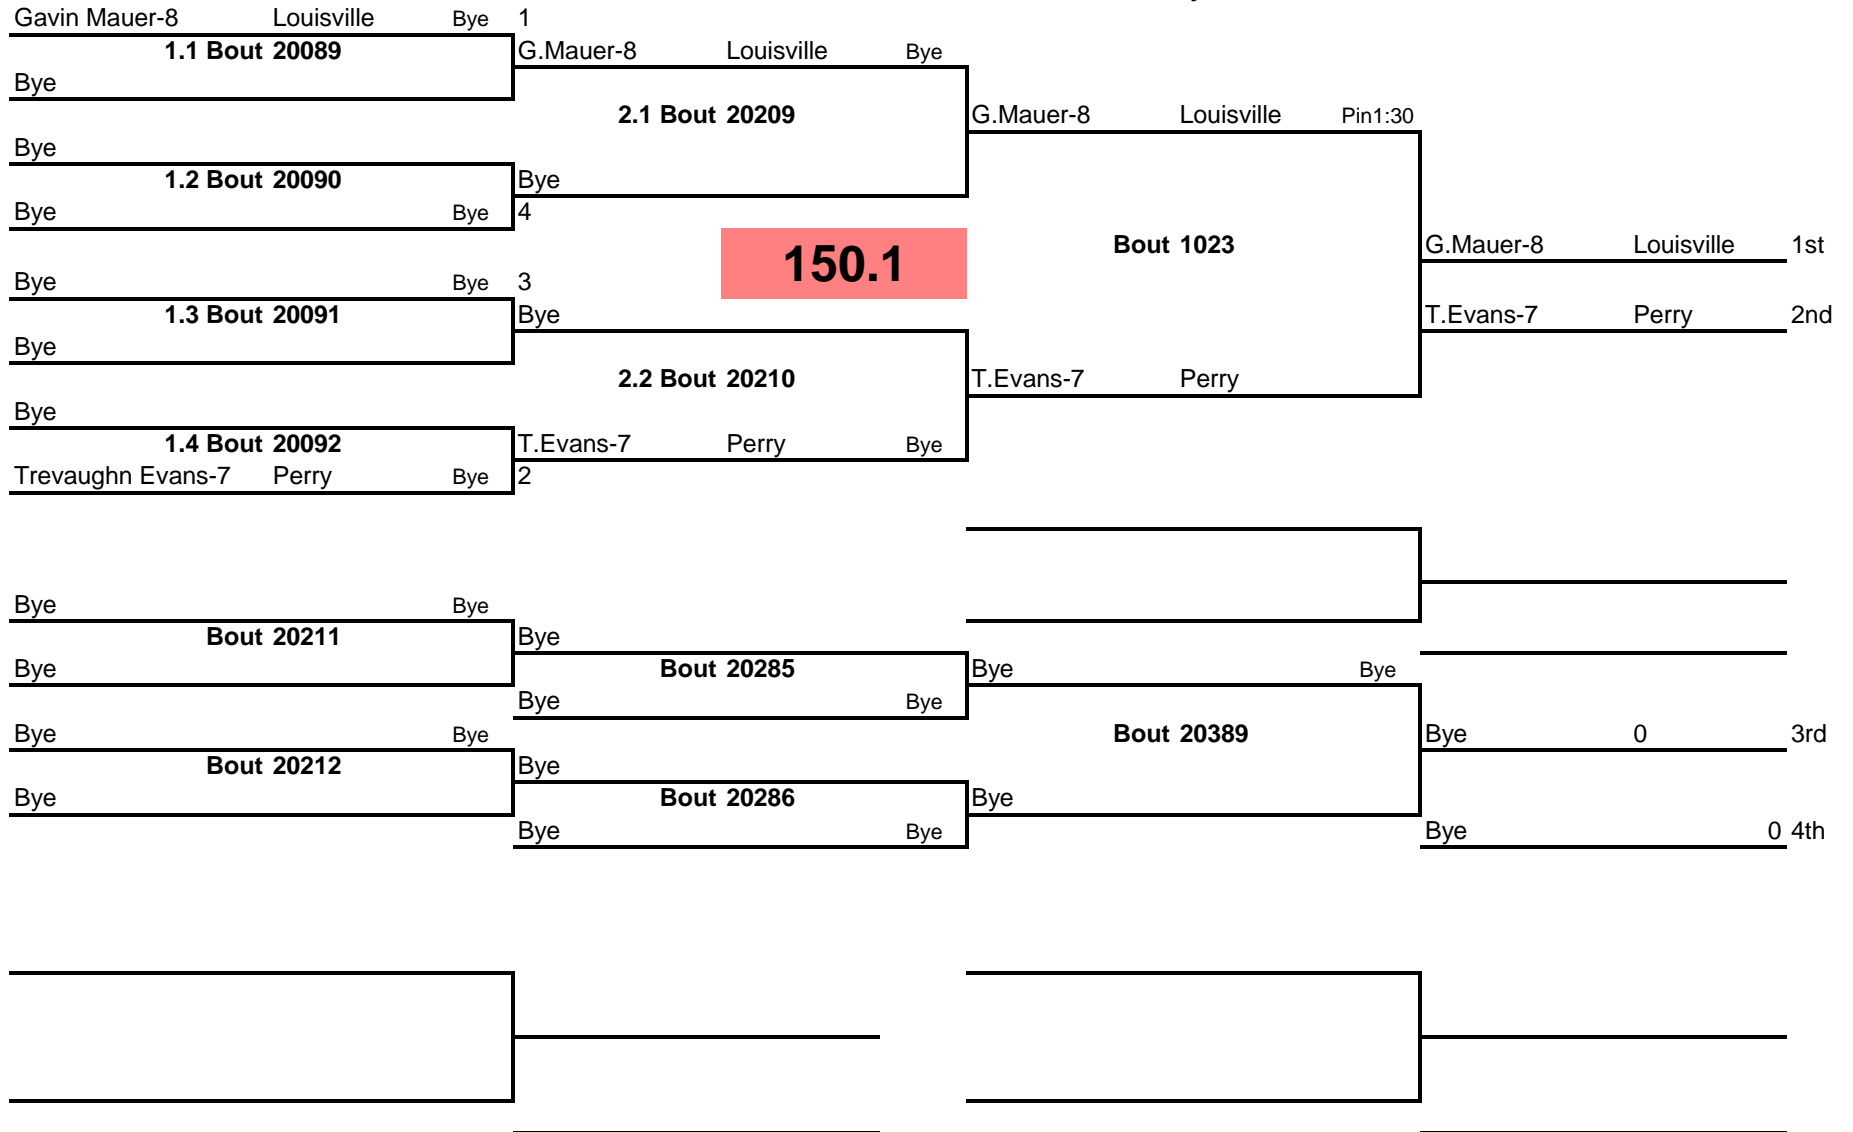 Gavin Mauer-8 Louisville Bye 1
1.1 Bout 20089 G.Mauer-8 Louisville Bye
Bye
2.1 Bout 20209 G.Mauer-8 Louisville Pin1:30
Bye
1.2 Bout 20090 Bye
Bye Bye 4
150.1 Bout 1023 G.Mauer-8 Louisville 1st
Bye Bye 3
1.3 Bout 20091 Bye T.Evans-7 Perry 2nd
Bye
2.2 Bout 20210 T.Evans-7 Perry
Bye
1.4 Bout 20092 T.Evans-7 Perry Bye
Trevaughn Evans-7 Perry Bye 2
Bye Bye
Bout 20211 Bye
Bye Bout 20285 Bye Bye
Bye Bye
Bye Bye Bout 20389 Bye 0 3rd
Bout 20212 Bye
Bye Bout 20286 Bye
Bye Bye Bye 0 4th